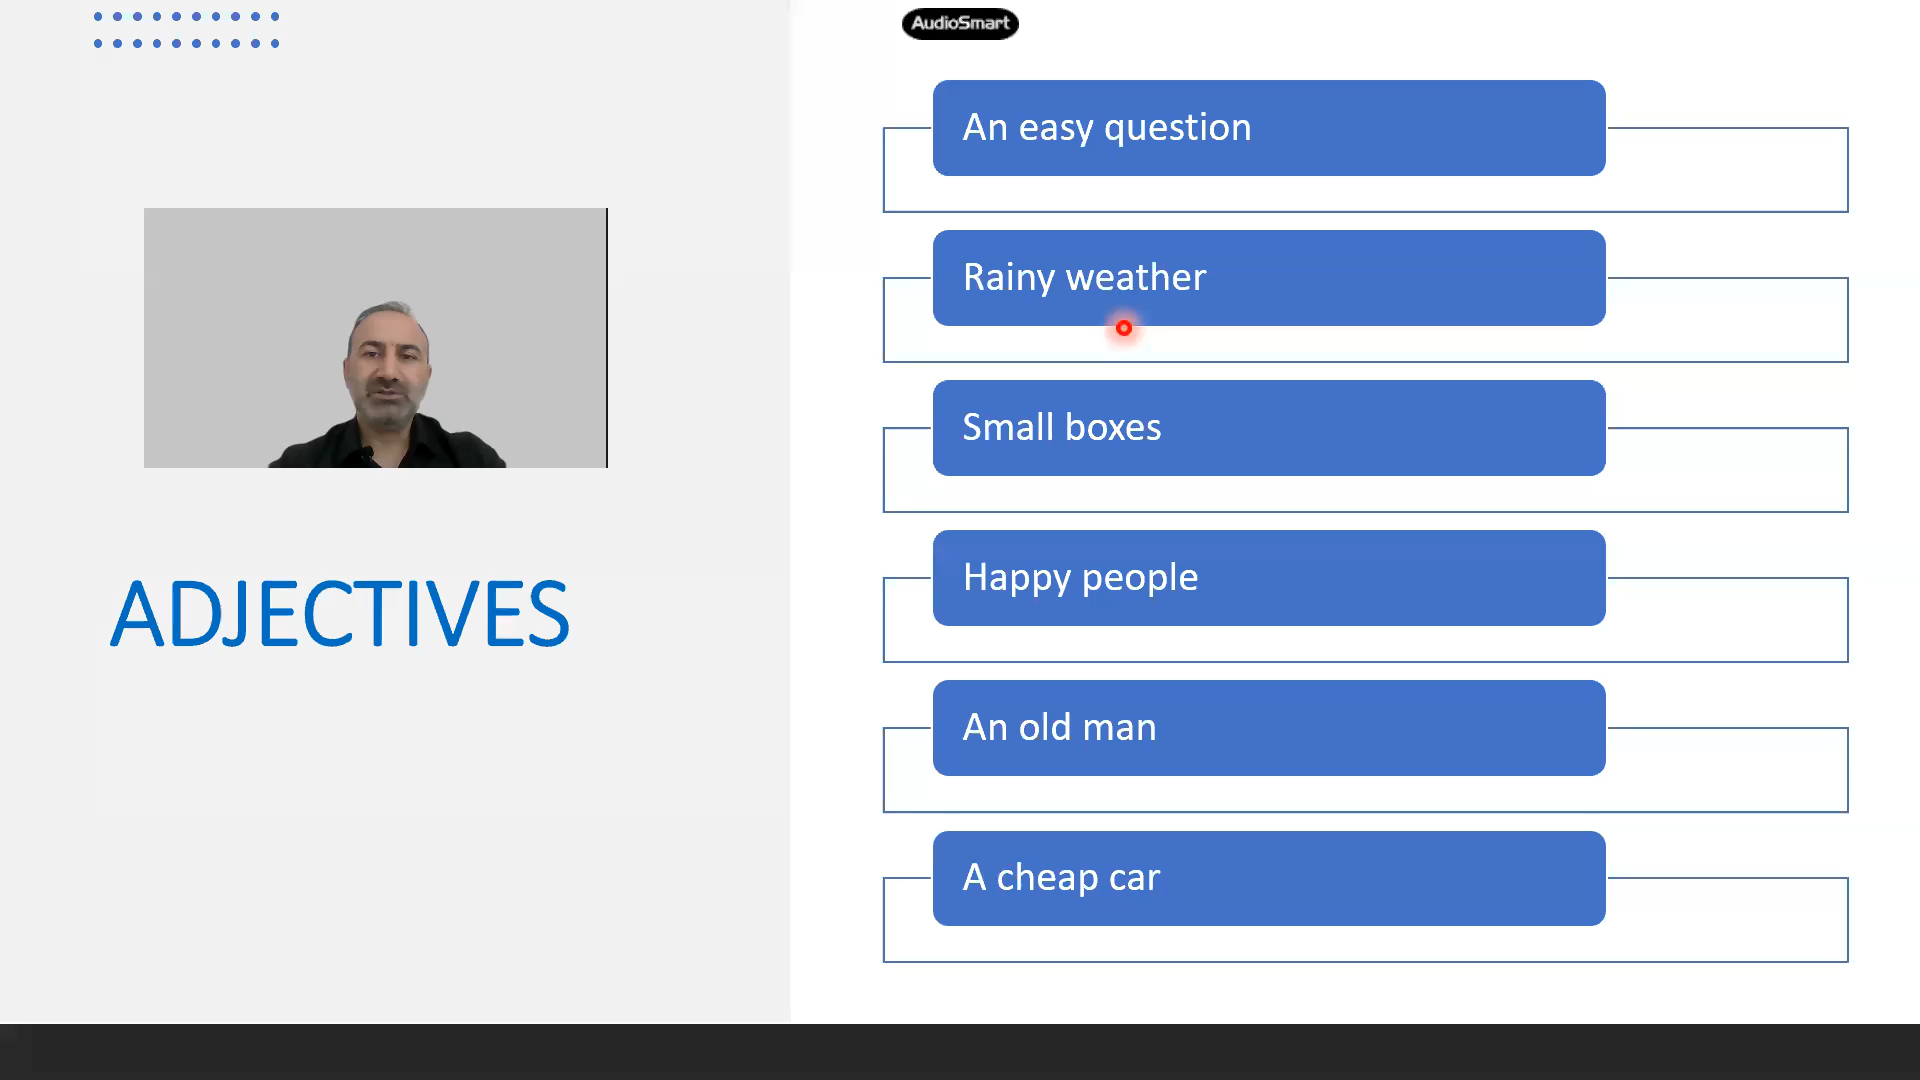 AudioSmart
An easy question
Rainy weather
Small boxes
Happy people
An old man
A cheap car
ADJECTIVES